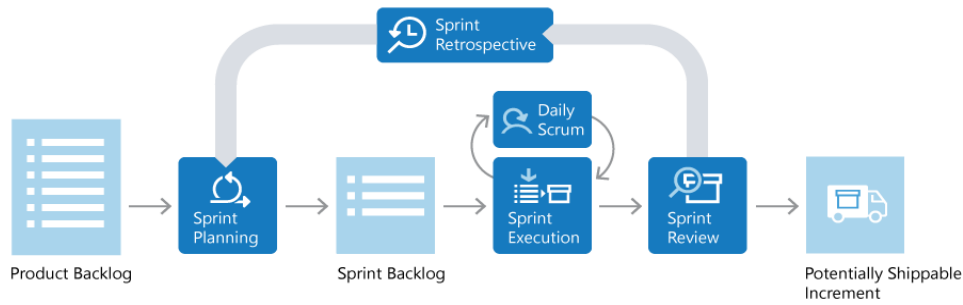 Sprint
Retrospective
Daily
Scrum
Sprint
Planning
Sprint
Execution
Sprint
Review
Product Backlog
Sprint Backlog
Potentially Shippable
Increment